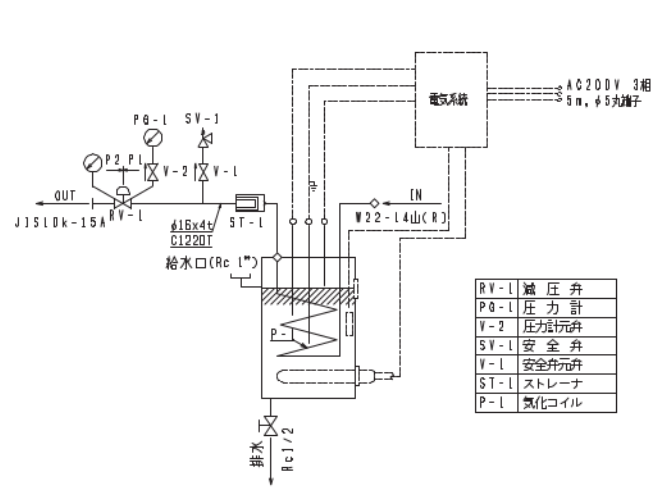 AC200V 3相
5m, φ5丸端子
電気系統
PG-1 SV-1
P2 P1 V-2 V-1
OUT
JIS10k-15A
RV-1
φ16x4t
C1220T
ST-1
IN
W22-14山(R)
給水口(Rc 1")
P-1
排水
Rc1/2
RV-1 減圧弁
PG-1 圧力計
V-2 圧力計元弁
SV-1 安全弁
V-1 安全弁元弁
ST-1 ストレーナ
P-1 気化コイル